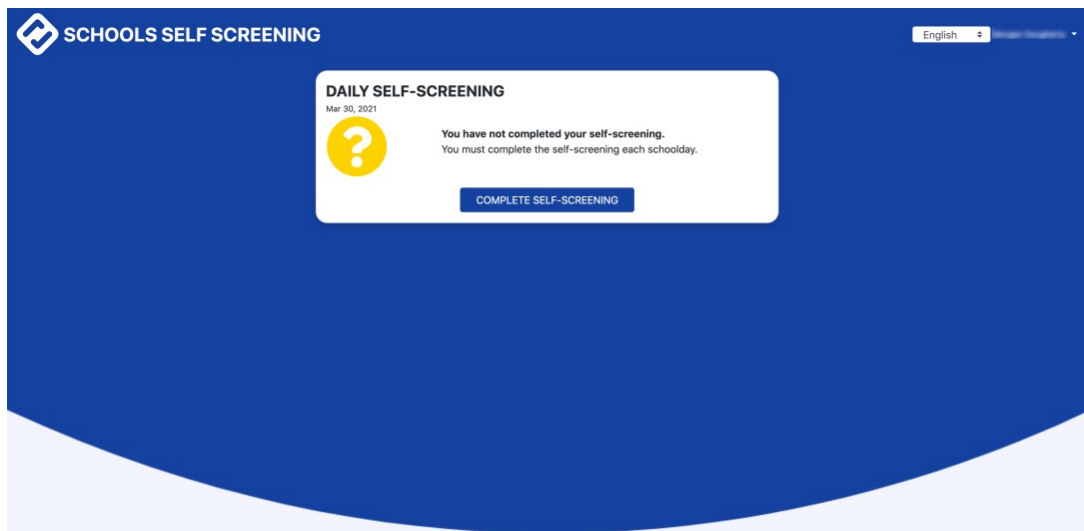 SCHOOLS SELF SCREENING
English
DAILY SELF-SCREENING
Mar 30, 2021
You have not completed your self-screening.
You must complete the self-screening each schoolday.
COMPLETE SELF-SCREENING